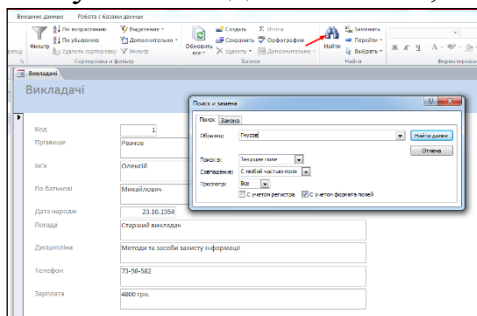 Внешние данные Работа с базами данных
Фильтр
По возрастанию
По убыванию
Удалить сортировку
Выделение
Дополнительно
Фильтр
Сортировка и фильтр
Обновить все
Создать
Сохранить
Удалить
Итоги
Орфография
Дополнительно
Записи
Найти
Заменить
Перейти
Выбрать
Найти
Ж К Ч
Викладачі
Викладачі
Код 1
Прізвище
Ім'я Олексій
По батькові Михайлович
Дата народж 23.10.1954
Посада Старший викладач
Дисципліна Методи та засоби захисту інформації
Телефон 73-98-582
Зарплата 4800 грн.
Поиск и замена
Поиск Замена
Образец: Гнусов
Найти далее
Отмена
Поиск в: Текущее поле
Совпадение: С любой частью поля
Просмотр: Все
С учетом регистра С учетом формата полей